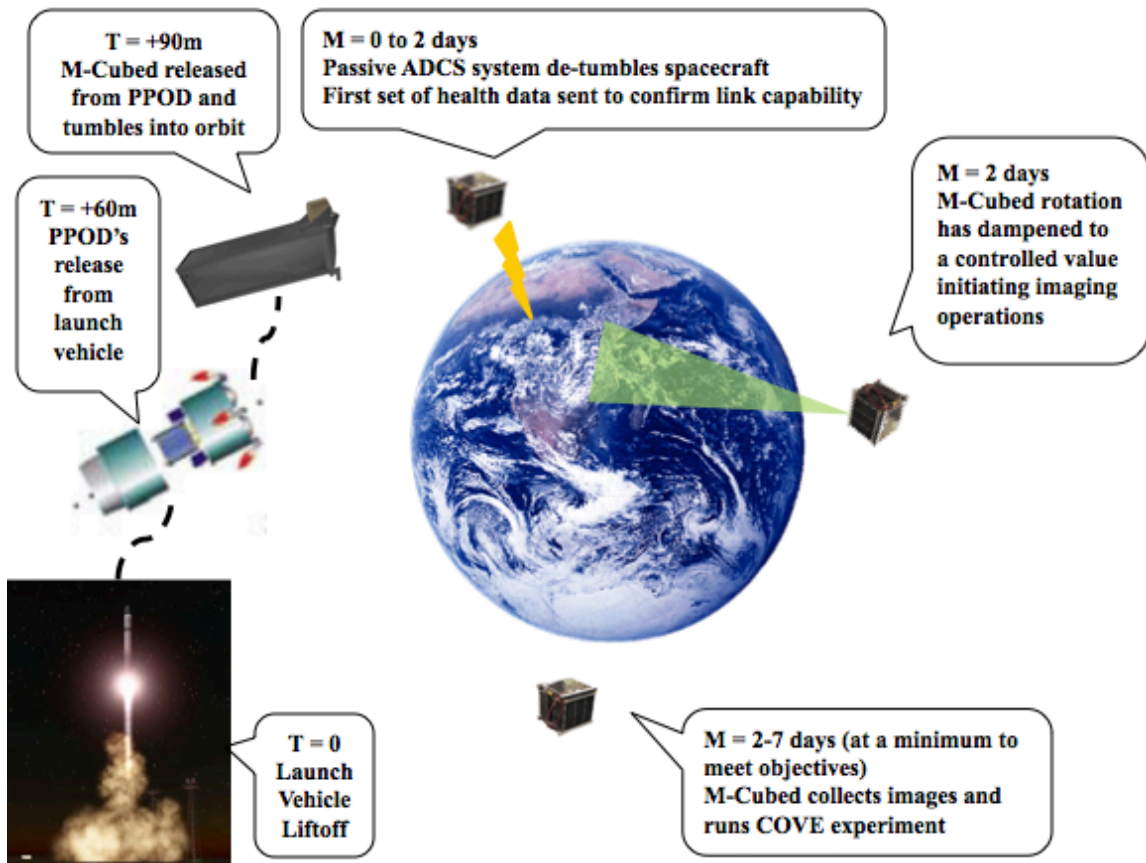 T = +90m
M-Cubed released
from PPOD and
tumbles into orbit
M = 0 to 2 days
Passive ADCS system de-tumbles spacecraft
First set of health data sent to confirm link capability
T = +60m
PPOD's
release
from
launch
vehicle
M = 2 days
M-Cubed rotation
has dampened to
a controlled value
initiating imaging
operations
T = 0
Launch
Vehicle
Liftoff
M = 2-7 days (at a minimum to
meet objectives)
M-Cubed collects images and
runs COVE experiment